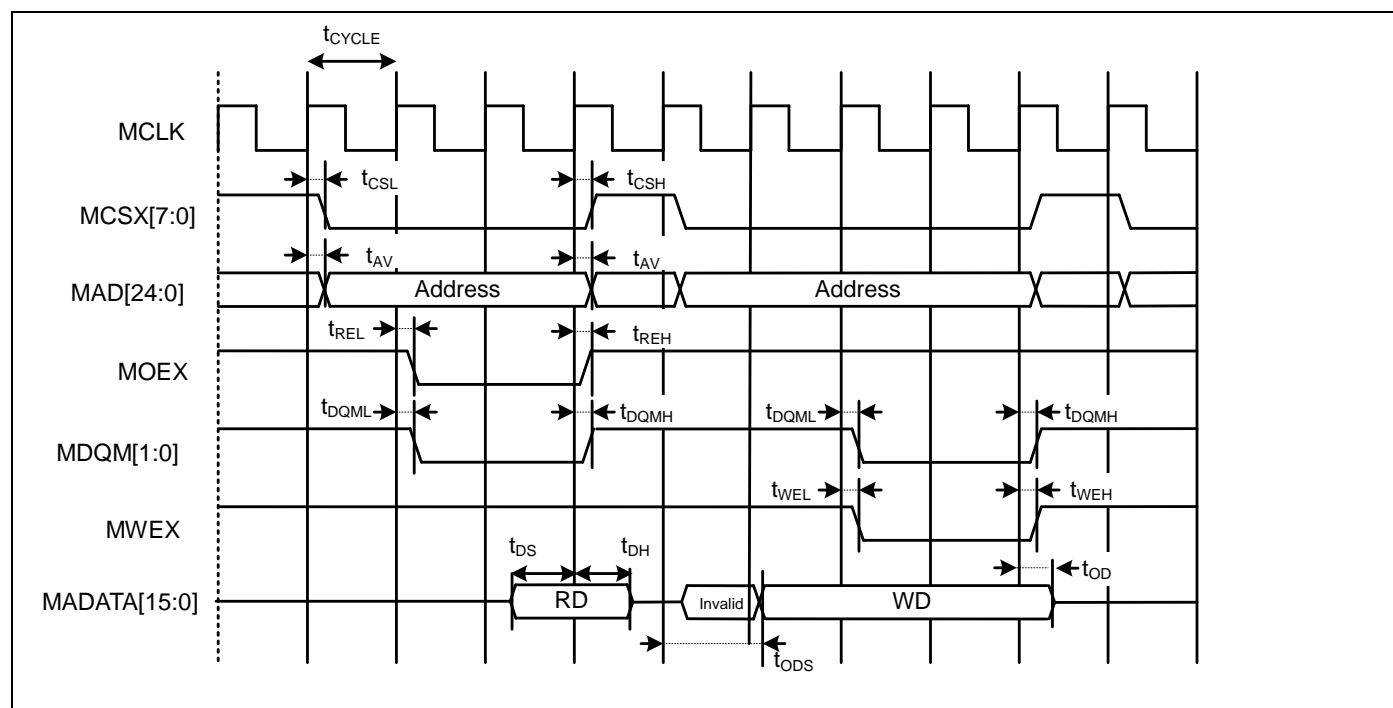 tCYCLE
MCLK
tCSL tCSH
MCSX[7:0]
tAV tAV
MAD[24:0] Address Address
tREL tREH
MOEX
tDQML tDQMH tDQML tDQMH
MDQM[1:0]
tWEL tWEH
MWEX
tDS tDH tOD
MADATA[15:0] RD Invalid WD
tODS